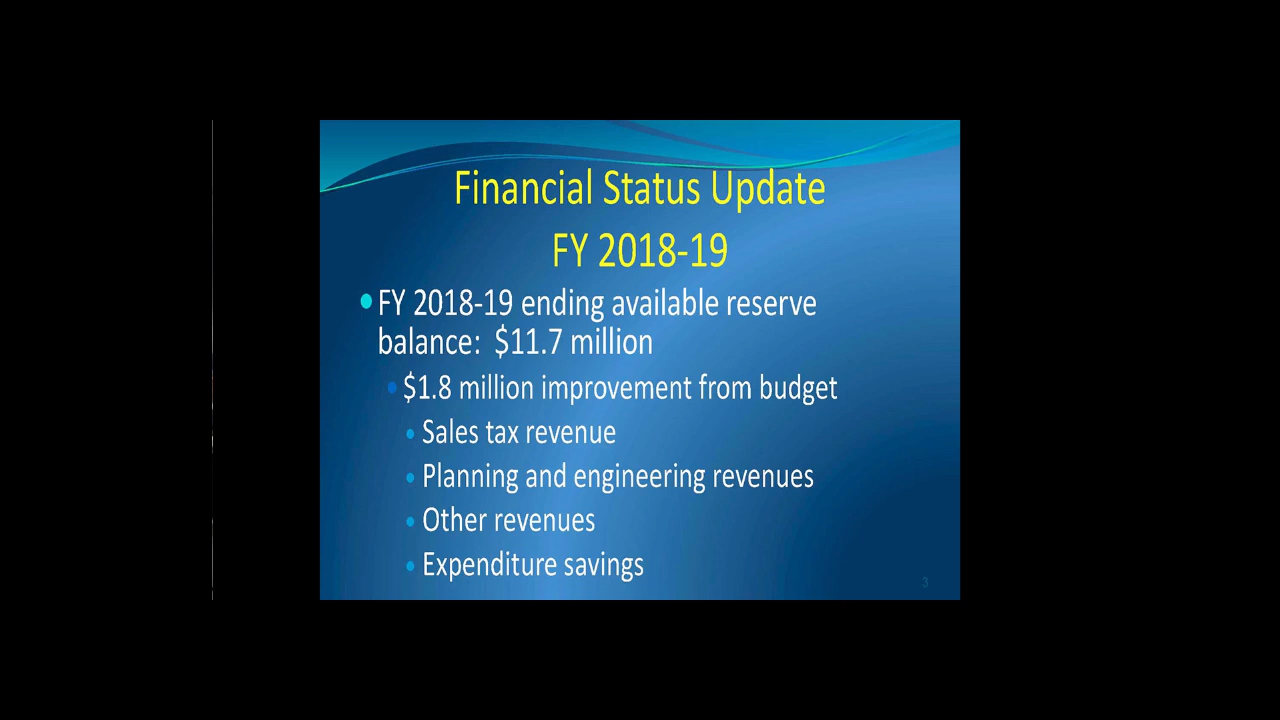 Financial Status Update
FY 2018-19
FY 2018-19 ending available reserve
balance: $11.7 million
$1.8 million improvement from budget
Sales tax revenue
Planning and engineering revenues
Other revenues
Expenditure savings
3